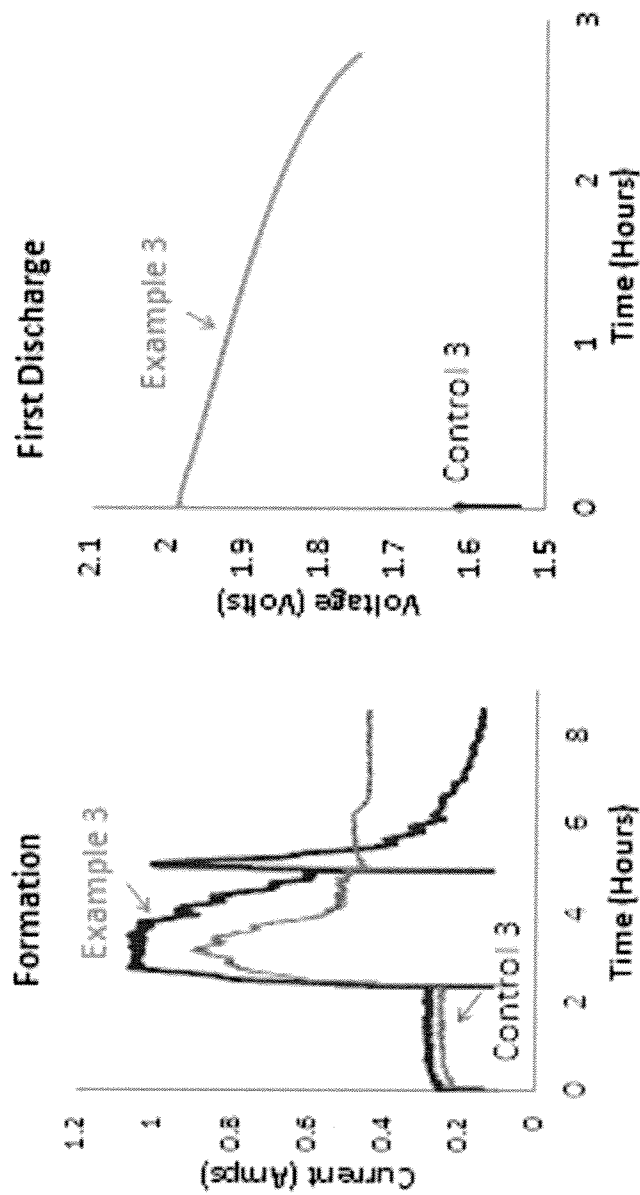 Formation
Current (Amps)
1.2
1
0.8
0.6
0.4
0.2
0
Example 3
Control 3
0
2
4
6
8
Time (Hours)
First Discharge
Voltage (Volts)
2.1
2
1.9
1.8
1.7
1.6
1.5
Example 3
Control 3
0
1
2
3
Time (Hours)